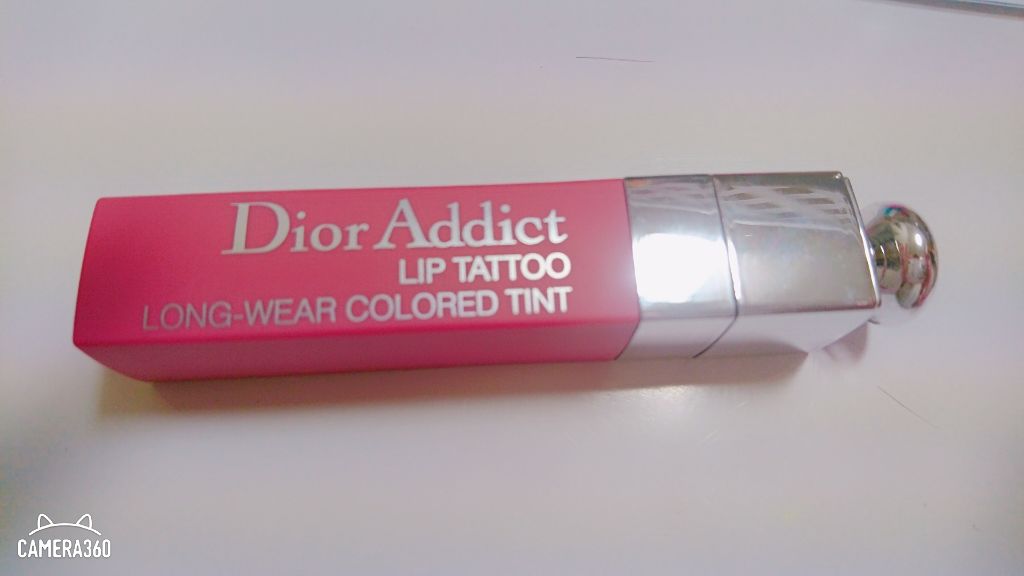 Dior Addict
LIP TATTOO
LONG-WEAR COLORED TINT
CAMERA360